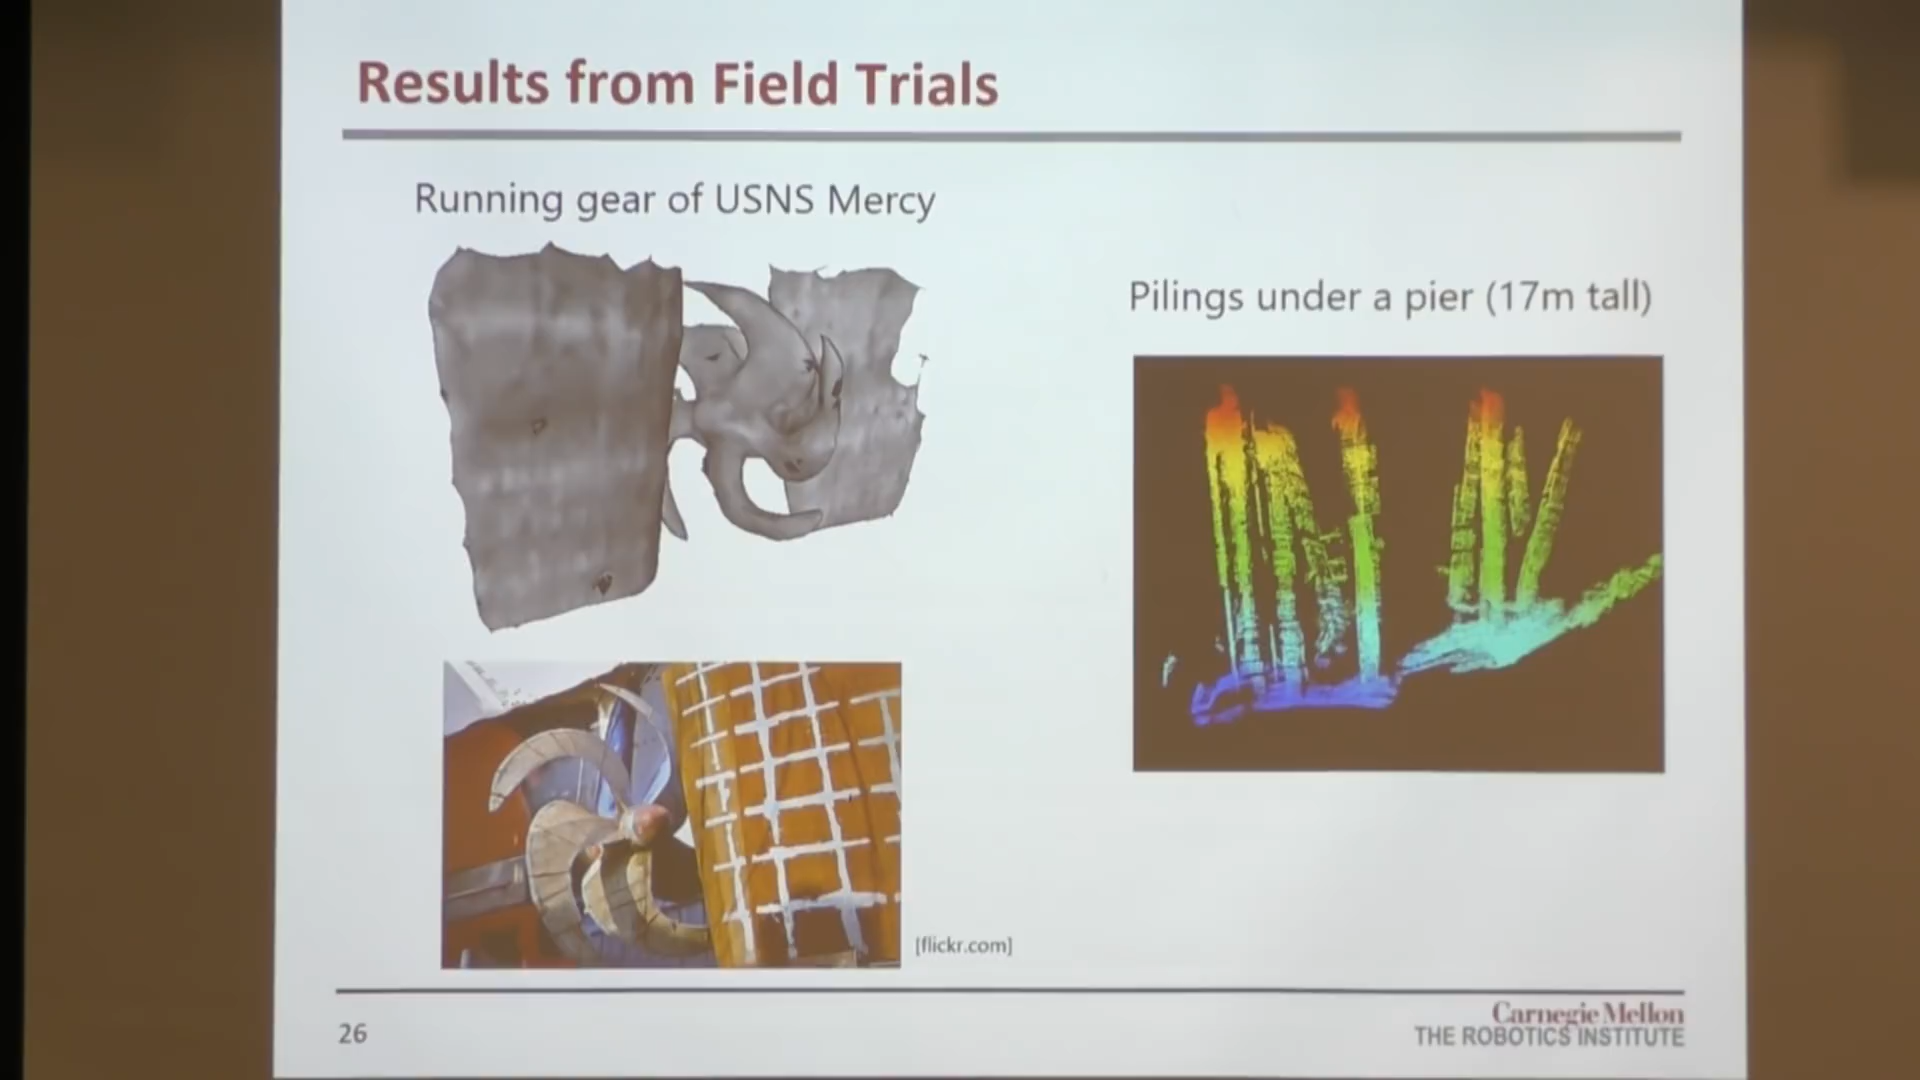 Results from Field Trials
Running gear of USNS Mercy
Pilings under a pier (17m tall)
[flickr.com]
26
Carnegie Mellon
THE ROBOTICS INSTITUTE